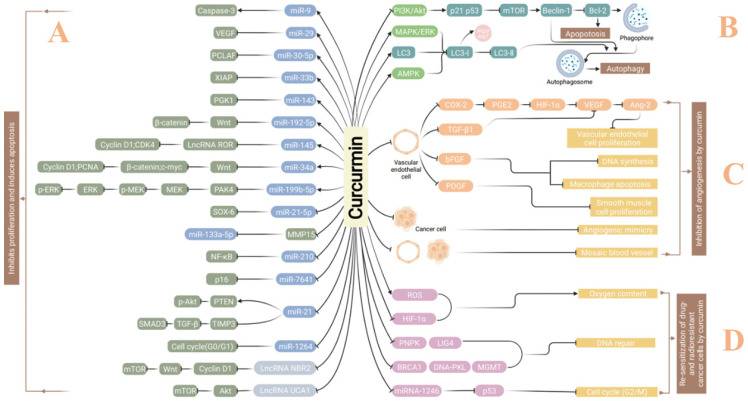 A
Inhibits proliferation and induces apoptosis
Caspase-3 miR-9
VEGF miR-29
PCLAF miR-30-5p
XIAP miR-33b
PGK1 miR-143
β-catenin Wnt miR-192-5p
Cyclin D1;CDK4 LncRNA ROR miR-145
Cyclin D1;PCNA β-catenin;c-myc Wnt miR-34a
p-ERK ERK p-MEK MEK PAK4 miR-199b-5p
SOX-6 miR-21-5p
miR-133a-5p MMP15
NF-κB miR-210
p16 miR-7641
p-Akt PTEN
miR-21
SMAD3 TGF-β TIMP3
Cell cycle(G0/G1) miR-1264
mTOR Wnt Cyclin D1 LncRNA NBR2
mTOR Akt LncRNA UCA1
Curcurmin
B
PI3K/Akt p21 p53 mTOR Beclin-1 Bcl-2
MAPK/ERK
Apopotosis
Phagophore
LC3 LC3-I LC3-II
AMPK
Autophagosome
Autophagy
C
COX-2 PGE2 HIF-1α VEGF Ang-2
TGF-β1
Vascular endothelial
cell proliferation
Vascular
endothelial
cell
bFGF
DNA synthesis
PDGF
Macrophage apoptosis
Smooth muscle
cell proliferation
Cancer cell
Angiogenic mimicry
Mosaic blood vessel
Inhibition of angiogenesis by curcumin
D
ROS
Oxygen comtent
HIF-1α
PNPK LIG4
DNA repair
BRCA1 DNA-PKL MGMT
miRNA-1246 p53
Cell cycle (G2/M)
Re-sensitization of drug-
and radioresistant
cancer cells by curcumin